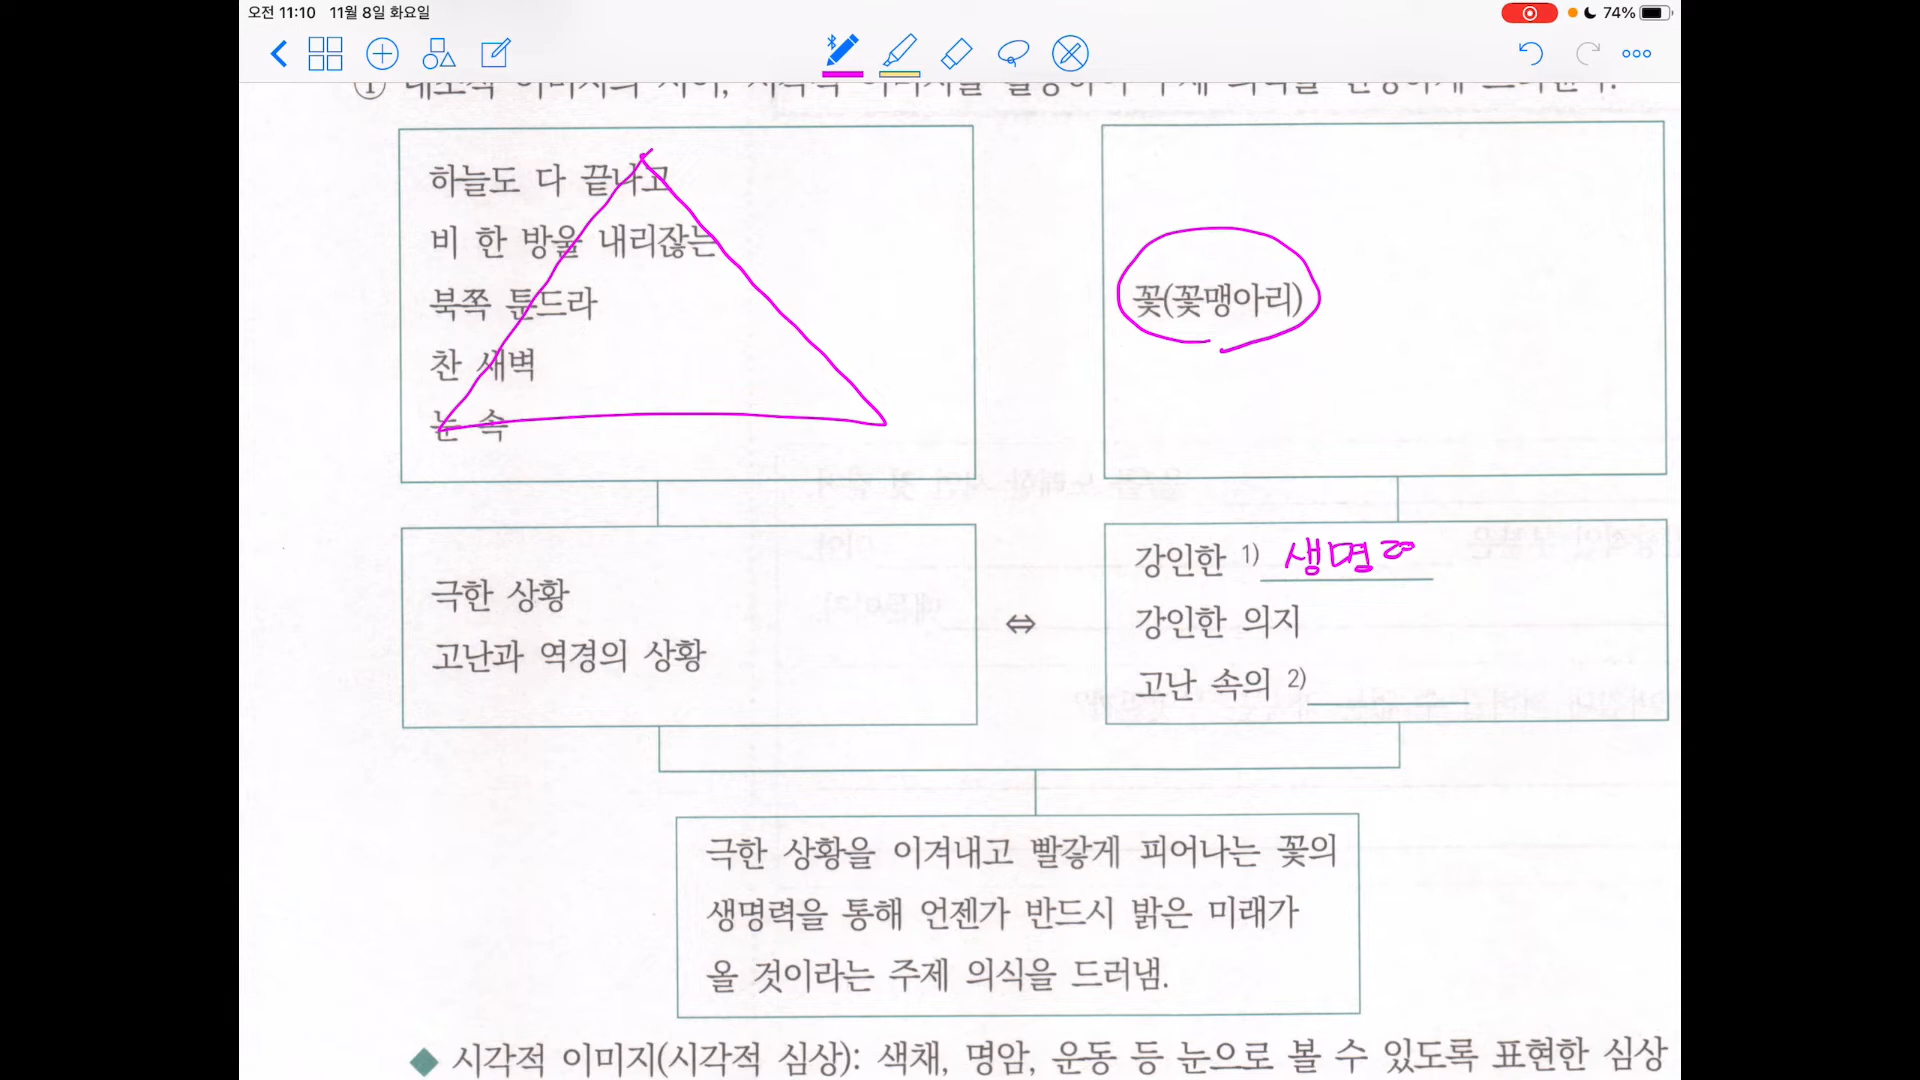 오전 11:10 11월 8일 화요일
74%
하늘도 다 끝나고
비 한 방울 내리잖는
북쪽 툰드라
찬 새벽
눈 속
꽃(꽃맹아리)
극한 상황
고난과 역경의 상황
⇔
강인한 1) 생명
강인한 의지
고난 속의 2)
극한 상황을 이겨내고 빨갛게 피어나는 꽃의
생명력을 통해 언젠가 반드시 밝은 미래가
올 것이라는 주제 의식을 드러냄.
◆ 시각적 이미지(시각적 심상): 색채, 명암, 운동 등 눈으로 볼 수 있도록 표현한 심상